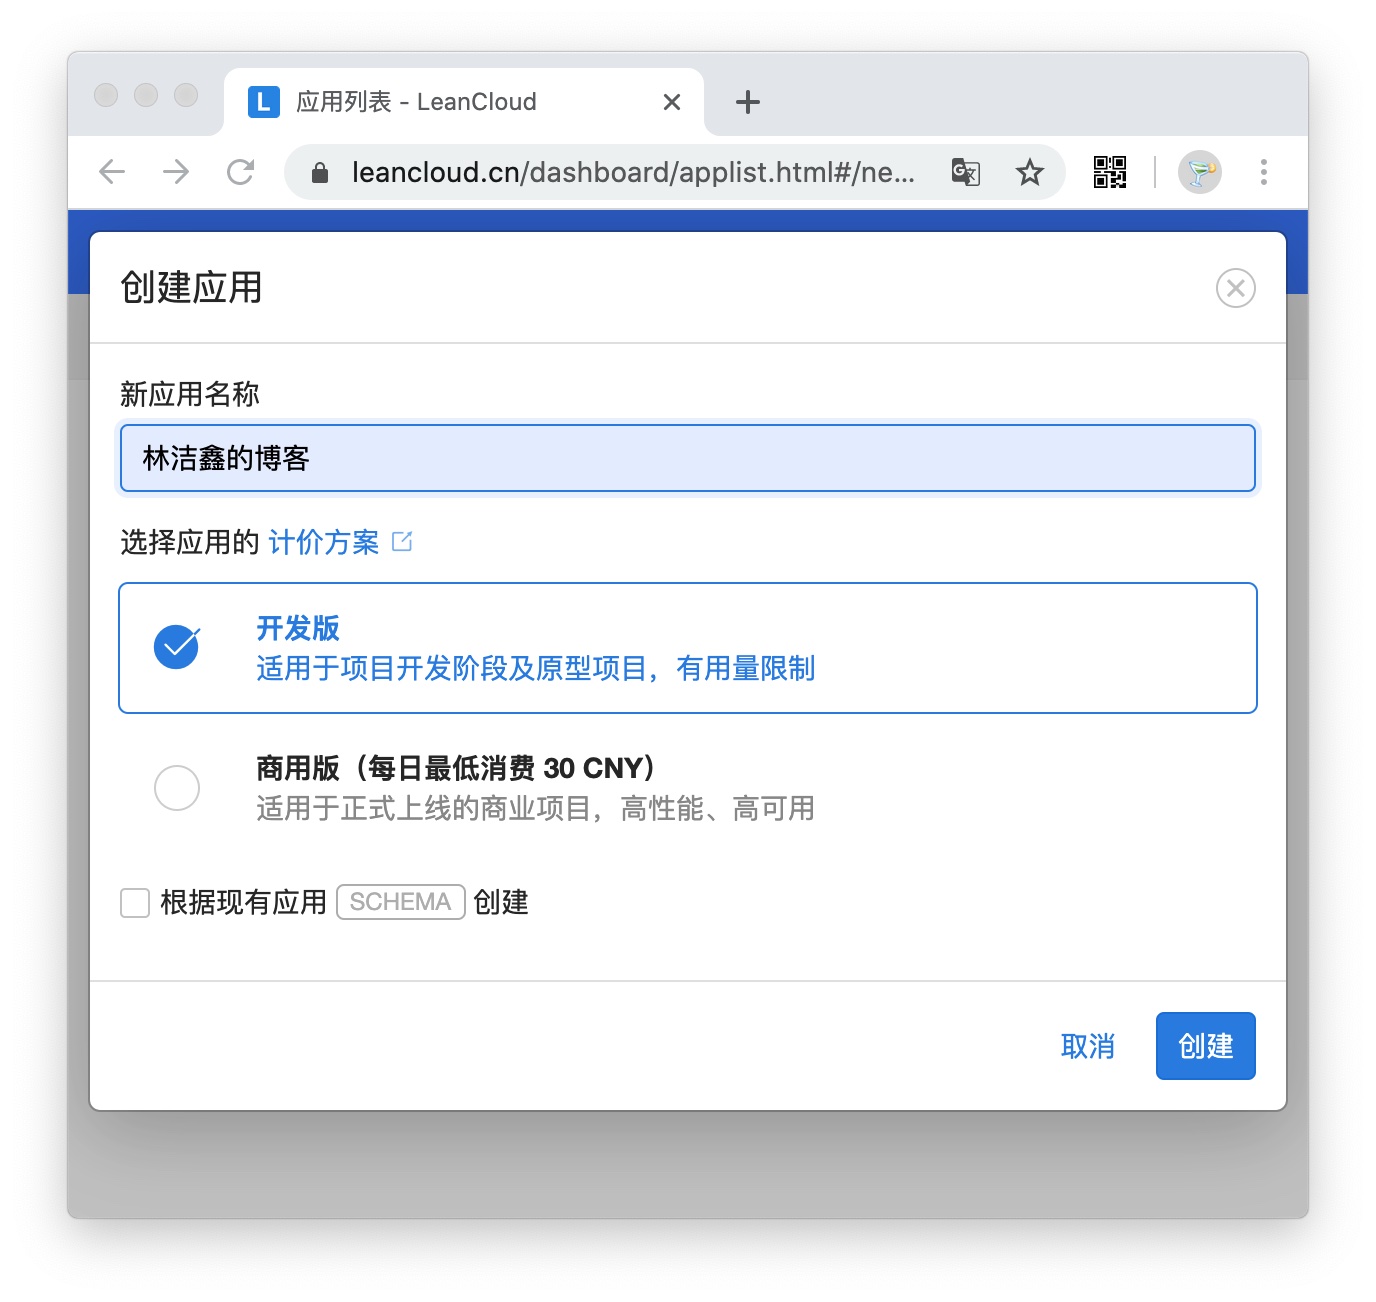 L 应用列表 - LeanCloud
leancloud.cn/dashboard/applist.html#/ne...
创建应用
新应用名称
林洁鑫的博客
选择应用的 计价方案
开发版
适用于项目开发阶段及原型项目，有用量限制
商用版（每日最低消费 30 CNY）
适用于正式上线的商业项目，高性能、高可用
根据现有应用 SCHEMA 创建
取消 创建